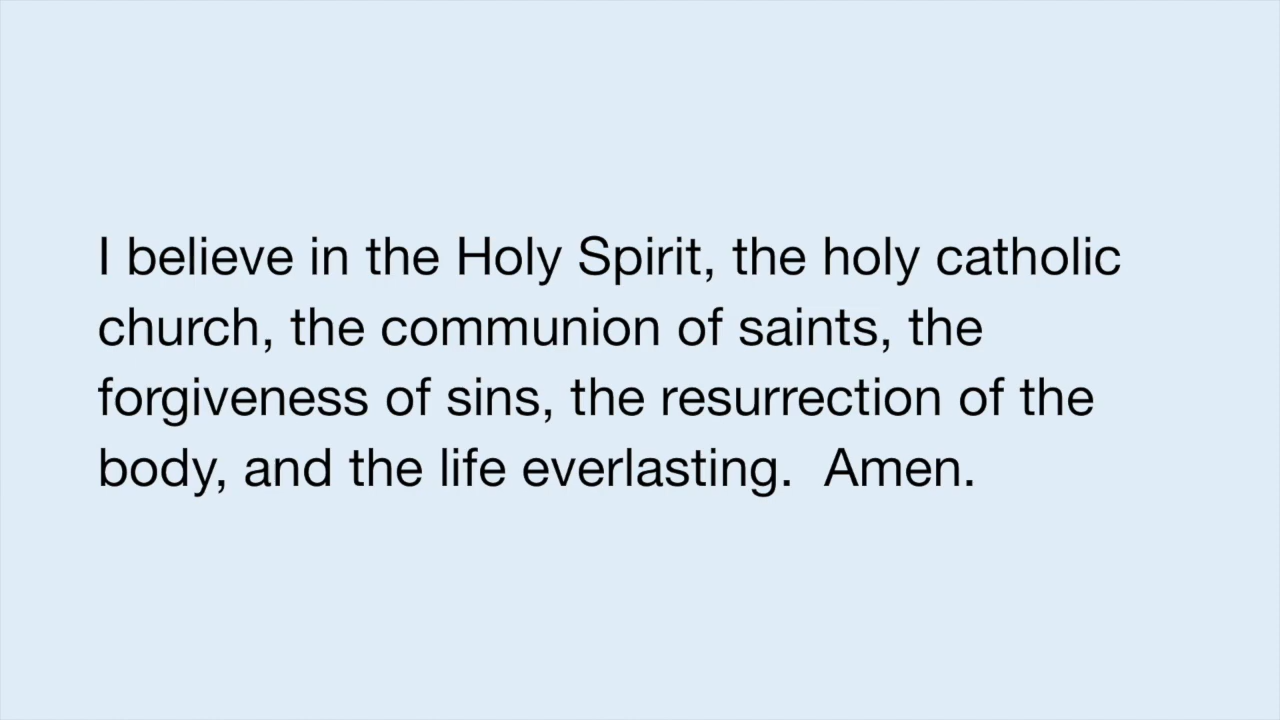 I believe in the Holy Spirit, the holy catholic
church, the communion of saints, the
forgiveness of sins, the resurrection of the
body, and the life everlasting.  Amen.